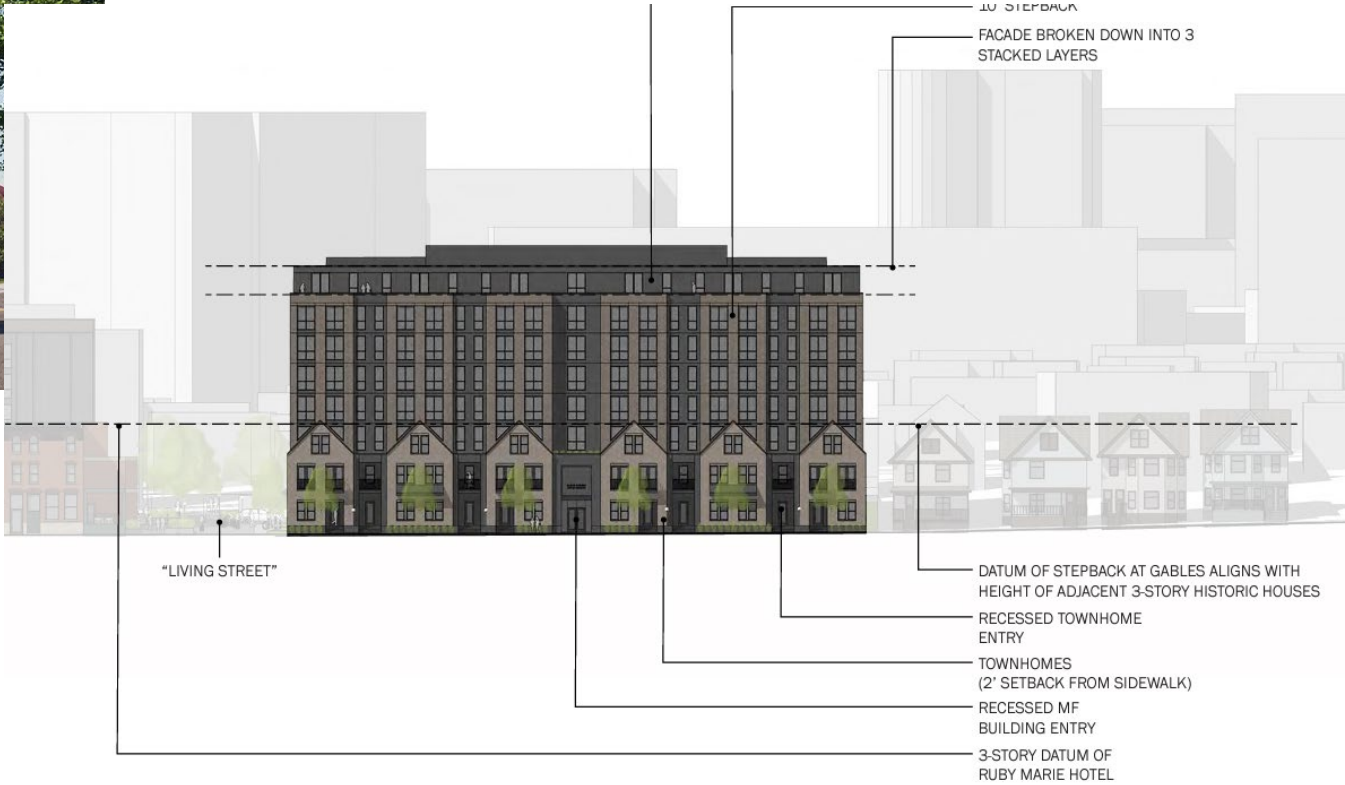 10' STEPBACK
FACADE BROKEN DOWN INTO 3
STACKED LAYERS
"LIVING STREET"
DATUM OF STEPBACK AT GABLES ALIGNS WITH
HEIGHT OF ADJACENT 3-STORY HISTORIC HOUSES
RECESSED TOWNHOME
ENTRY
TOWNHOMES
(2' SETBACK FROM SIDEWALK)
RECESSED MF
BUILDING ENTRY
3-STORY DATUM OF
RUBY MARIE HOTEL